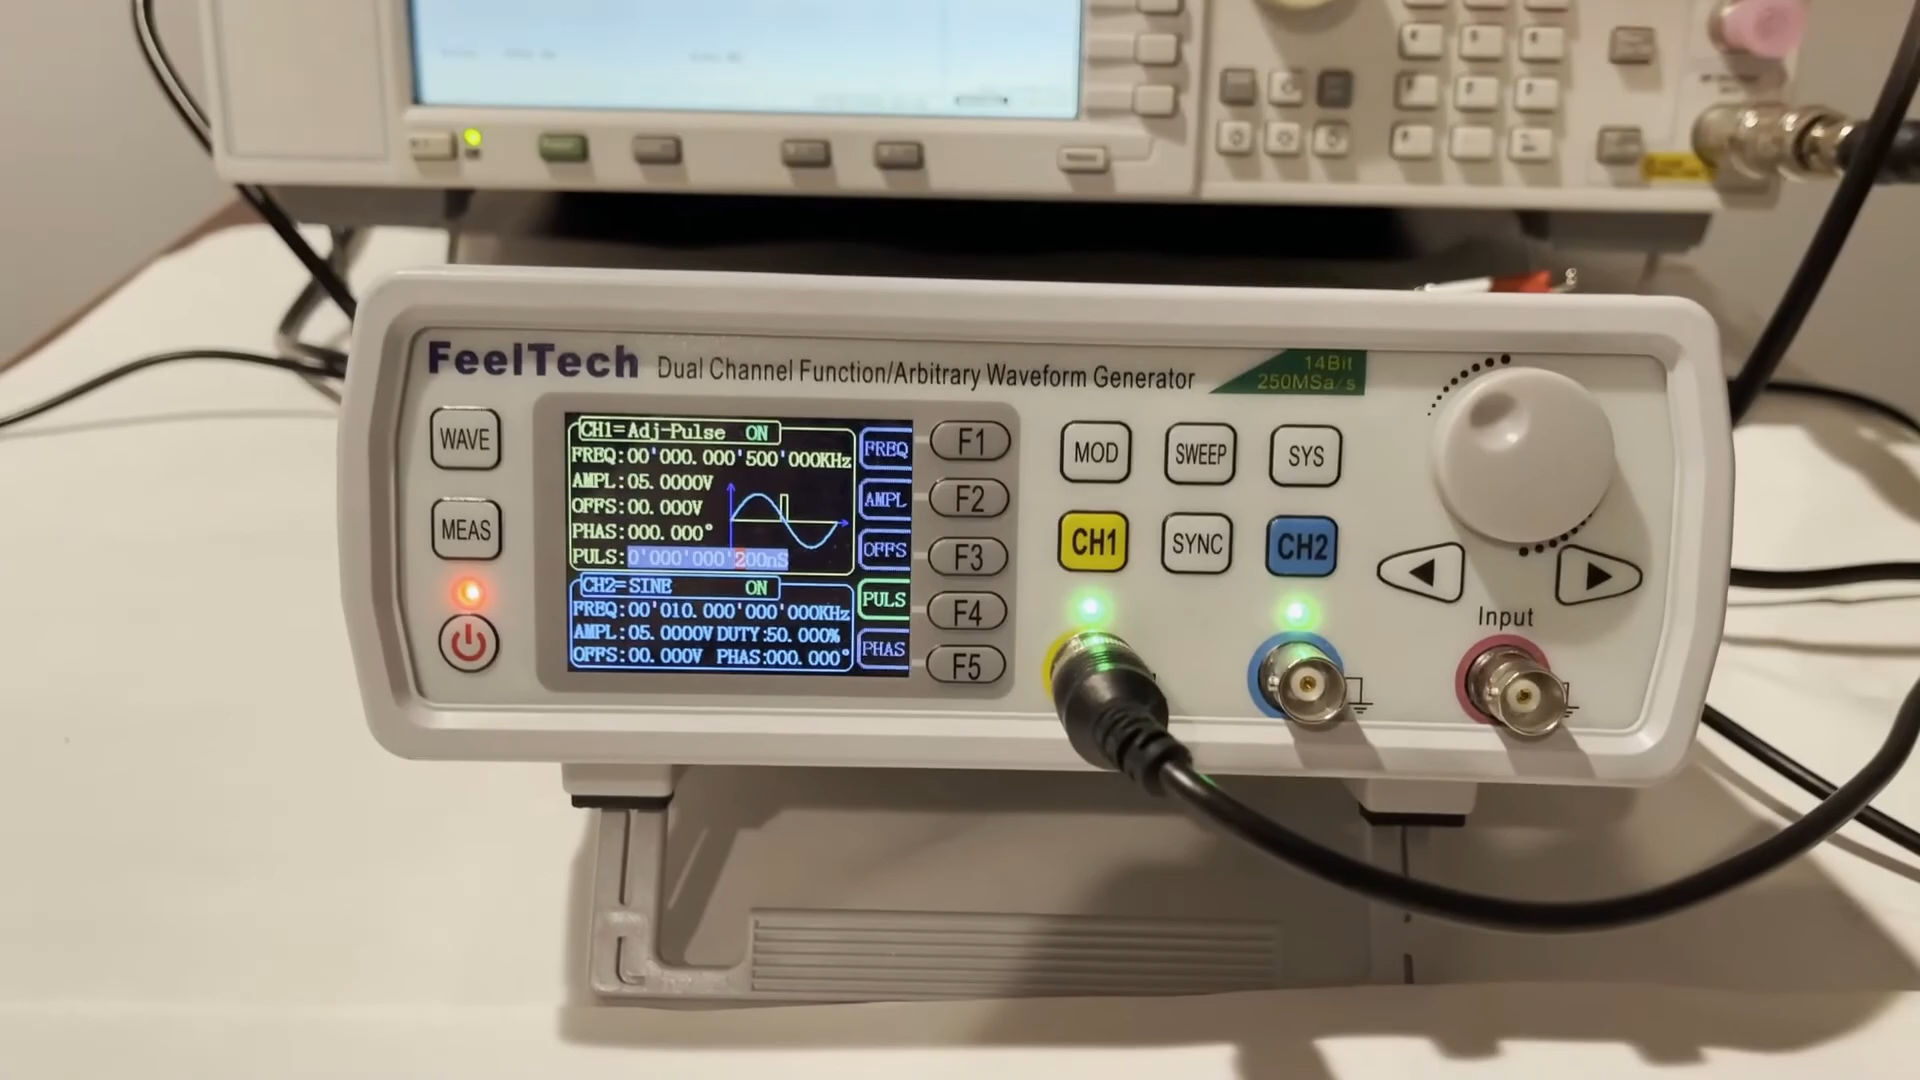 FeelTech
Dual Channel Function/Arbitrary Waveform Generator
14Bit
250MSa/s
WAVE
MEAS
CH1=Adj-Pulse ON
FREQ:00'000.000'500'000KHz
AMPL:05.0000V
OFFS:00.000V
PHAS:000.000°
PULS:0'000'000'200nS
CH2=SINE ON
FREQ:00'010.000'000'000KHz
AMPL:05.0000V DUTY:50.000%
OFFS:00.000V PHAS:000.000°
FREQ
AMPL
OFFS
PULS
PHAS
F1
F2
F3
F4
F5
MOD
SWEEP
SYS
CH1
SYNC
CH2
Input